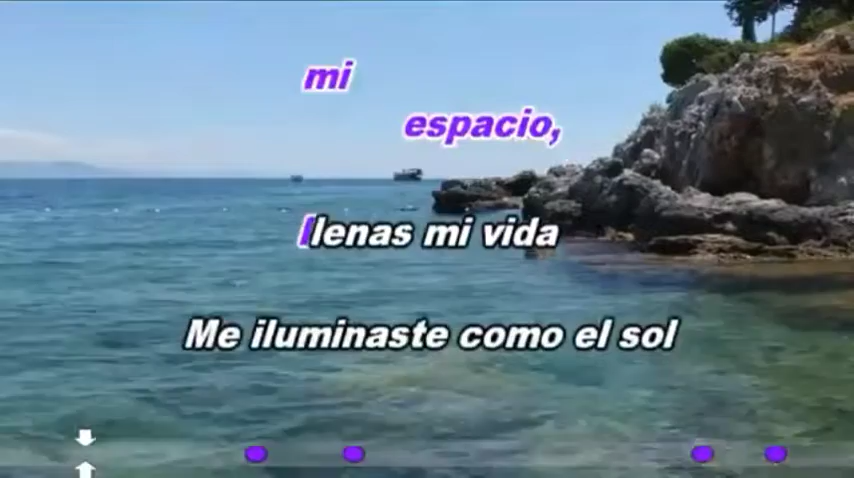 mi
espacio,
llenas mi vida
Me iluminaste como el sol